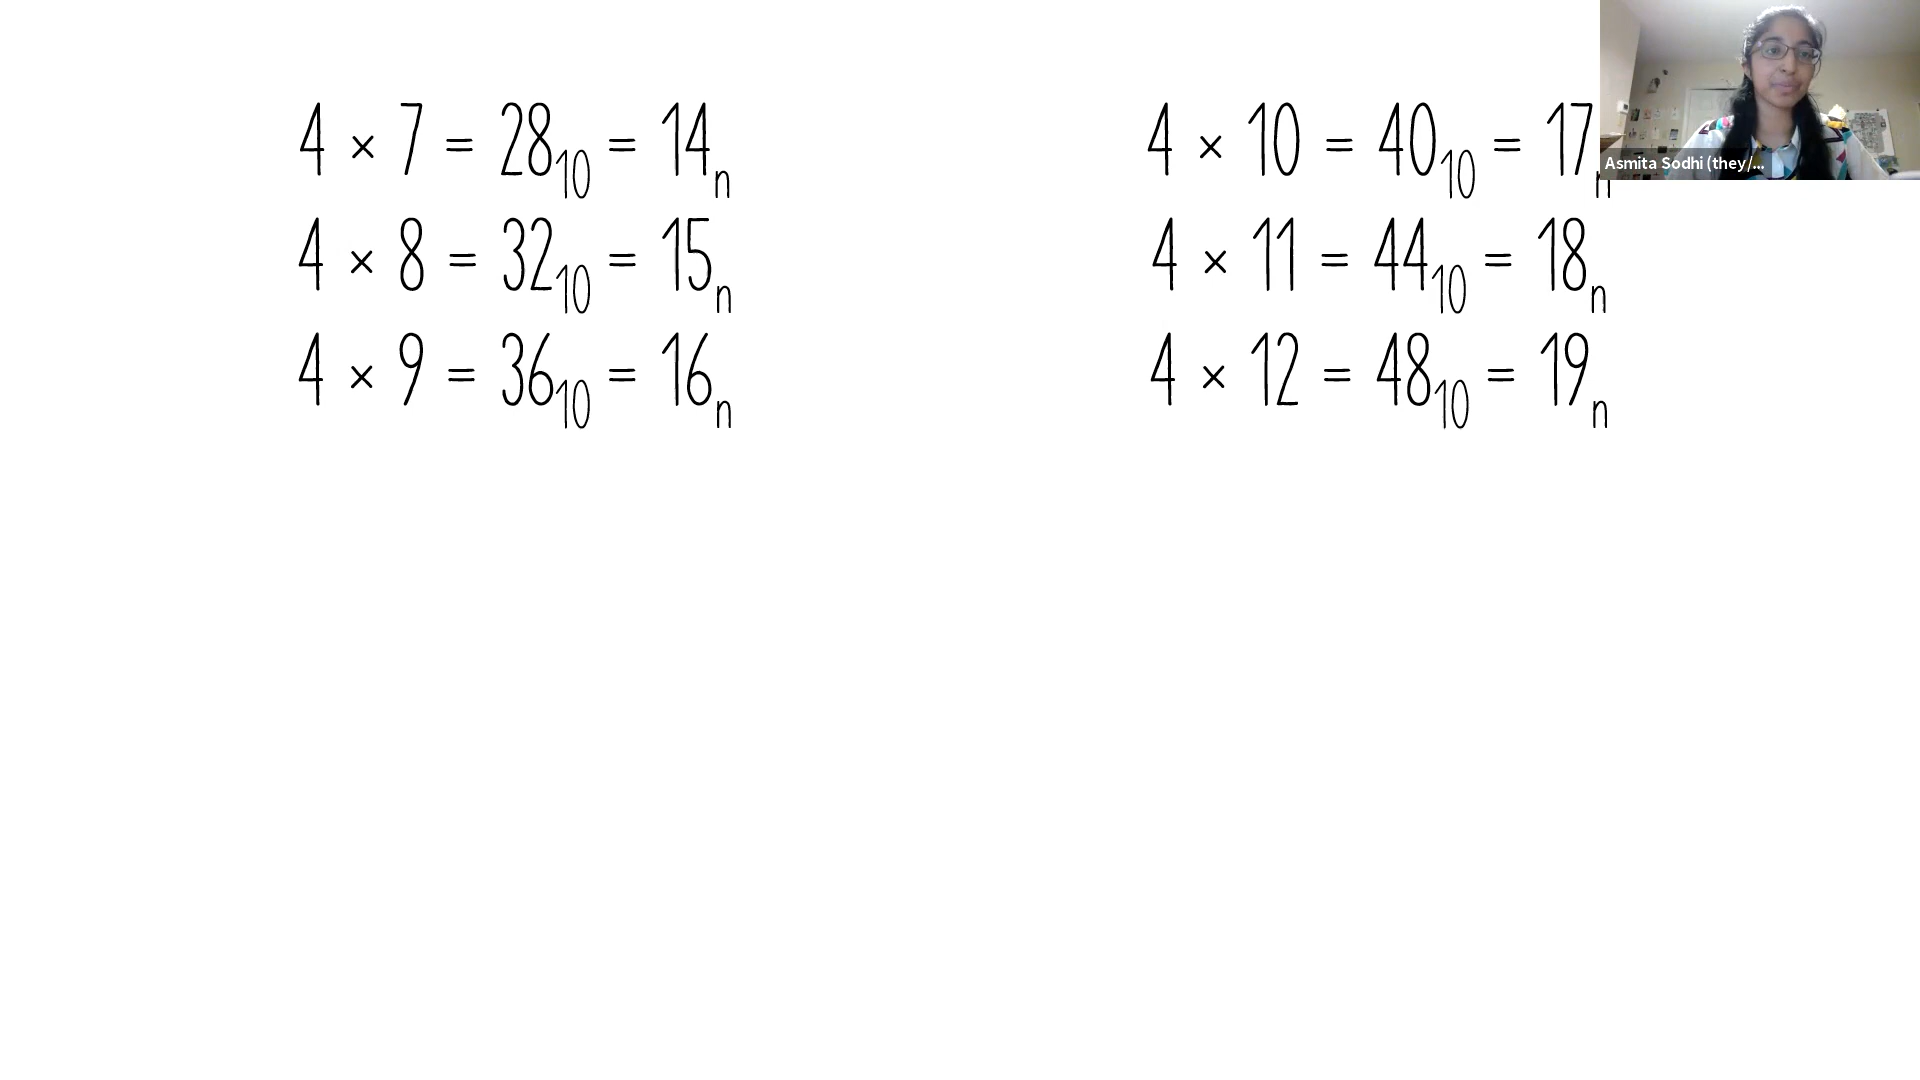 4 × 7 = 28₁₀ = 14ₙ
4 × 8 = 32₁₀ = 15ₙ
4 × 9 = 36₁₀ = 16ₙ
4 × 10 = 40₁₀ = 17ₙ
4 × 11 = 44₁₀ = 18ₙ
4 × 12 = 48₁₀ = 19ₙ
Asmita Sodhi (they/...